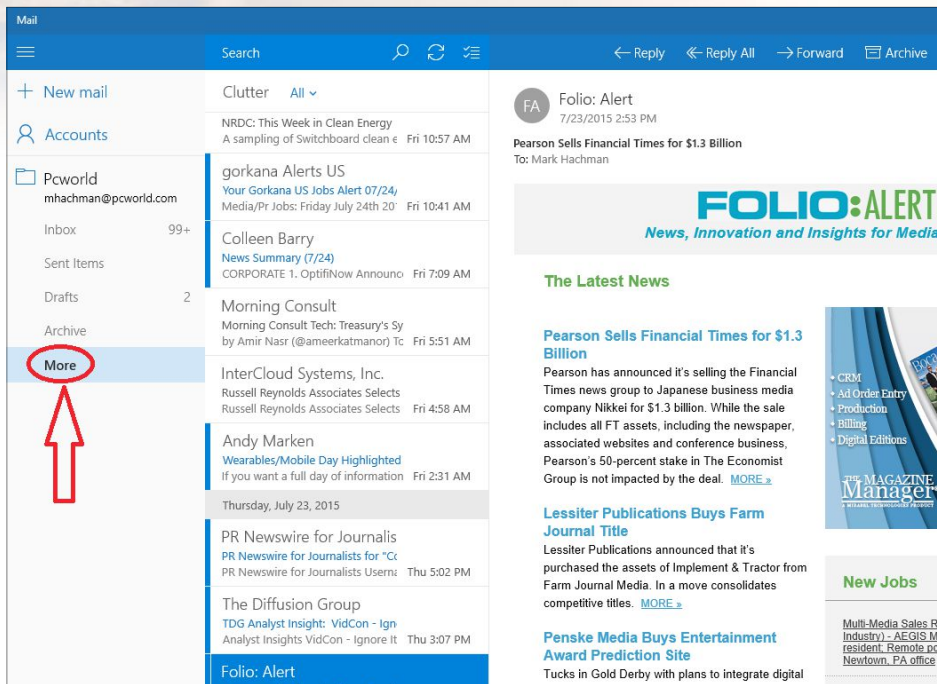 Mail
Search
Reply
Reply All
Forward
Archive
New mail
Accounts
Pcworld
mhachman@pcworld.com
Inbox 99+
Sent Items
Drafts 2
Archive
More
Clutter All
NRDC: This Week in Clean Energy
A sampling of Switchboard clean e Fri 10:57 AM
gorkana Alerts US
Your Gorkana US Jobs Alert 07/24/
Media/Pr Jobs: Friday July 24th 20 Fri 10:41 AM
Colleen Barry
News Summary (7/24)
CORPORATE 1. OptifiNow Announc Fri 7:09 AM
Morning Consult
Morning Consult Tech: Treasury's Sy
by Amir Nasr (@ameerkatmanor) Tc Fri 5:51 AM
InterCloud Systems, Inc.
Russell Reynolds Associates Selects
Russell Reynolds Associates Selects Fri 4:58 AM
Andy Marken
Wearables/Mobile Day Highlighted
If you want a full day of information Fri 2:31 AM
Thursday, July 23, 2015
PR Newswire for Journalis
PR Newswire for Journalists for "Cc
PR Newswire for Journalists Userna Thu 5:02 PM
The Diffusion Group
TDG Analyst Insight: VidCon - Ign
Analyst Insights VidCon - Ignore It Thu 3:07 PM
Folio: Alert
FA
Folio: Alert
7/23/2015 2:53 PM
Pearson Sells Financial Times for $1.3 Billion
To: Mark Hachman
FOLIO:ALERT
News, Innovation and Insights for Media
The Latest News
Pearson Sells Financial Times for $1.3
Billion
Pearson has announced it's selling the Financial
Times news group to Japanese business media
company Nikkei for $1.3 billion. While the sale
includes all FT assets, including the newspaper,
associated websites and conference business,
Pearson's 50-percent stake in The Economist
Group is not impacted by the deal. MORE »
Lessiter Publications Buys Farm
Journal Title
Lessiter Publications announced that it's
purchased the assets of Implement & Tractor from
Farm Journal Media. In a move consolidates
competitive titles. MORE »
Penske Media Buys Entertainment
Award Prediction Site
Tucks in Gold Derby with plans to integrate digital
• CRM
• Ad Order Entry
• Production
• Billing
• Digital Editions
THE MAGAZINE
Manager
A MIRABEL TECHNOLOGIES PRODUCT
New Jobs
Multi-Media Sales R
Industry) - AEGIS M
resident; Remote po
Newtown, PA office